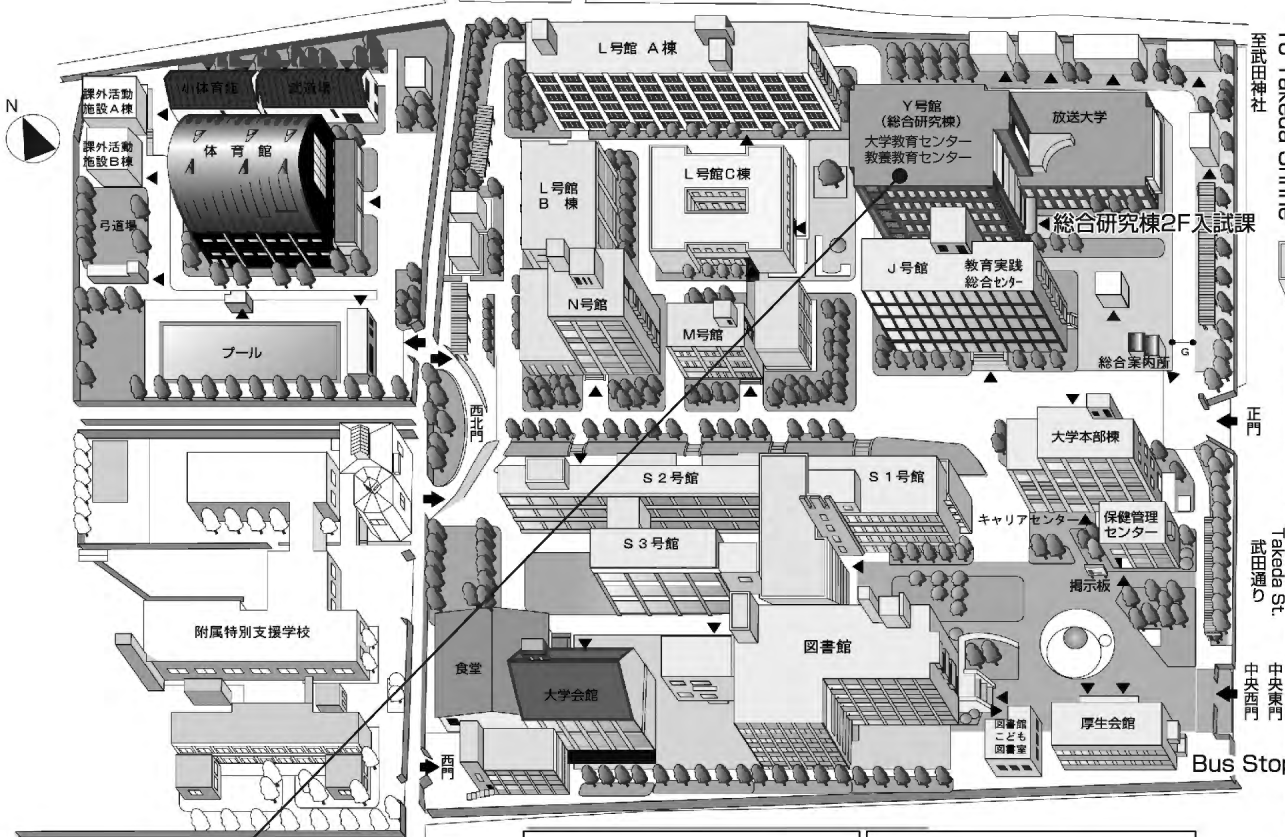 L号館 A棟
小体育館
武道場
課外活動
施設A棟
N
Y号館
(総合研究棟)
大学教育センター
教養教育センター
放送大学
至武田神社
To Takeda Shrine
体育館
課外活動
施設B棟
L号館
B棟
L号館C棟
弓道場
総合研究棟2F入試課
J号館
教育実践
総合センター
N号館
M号館
プール
総合案内所
G
西北門
正門
大学本部棟
S2号館
S1号館
キャリアセンター
保健管理
センター
S3号館
掲示板
Takeda St.
武田通り
附属特別支援学校
食堂
大学会館
図書館
中央東門
中央西門
図書館
こども
図書室
厚生会館
西門
Bus Stop